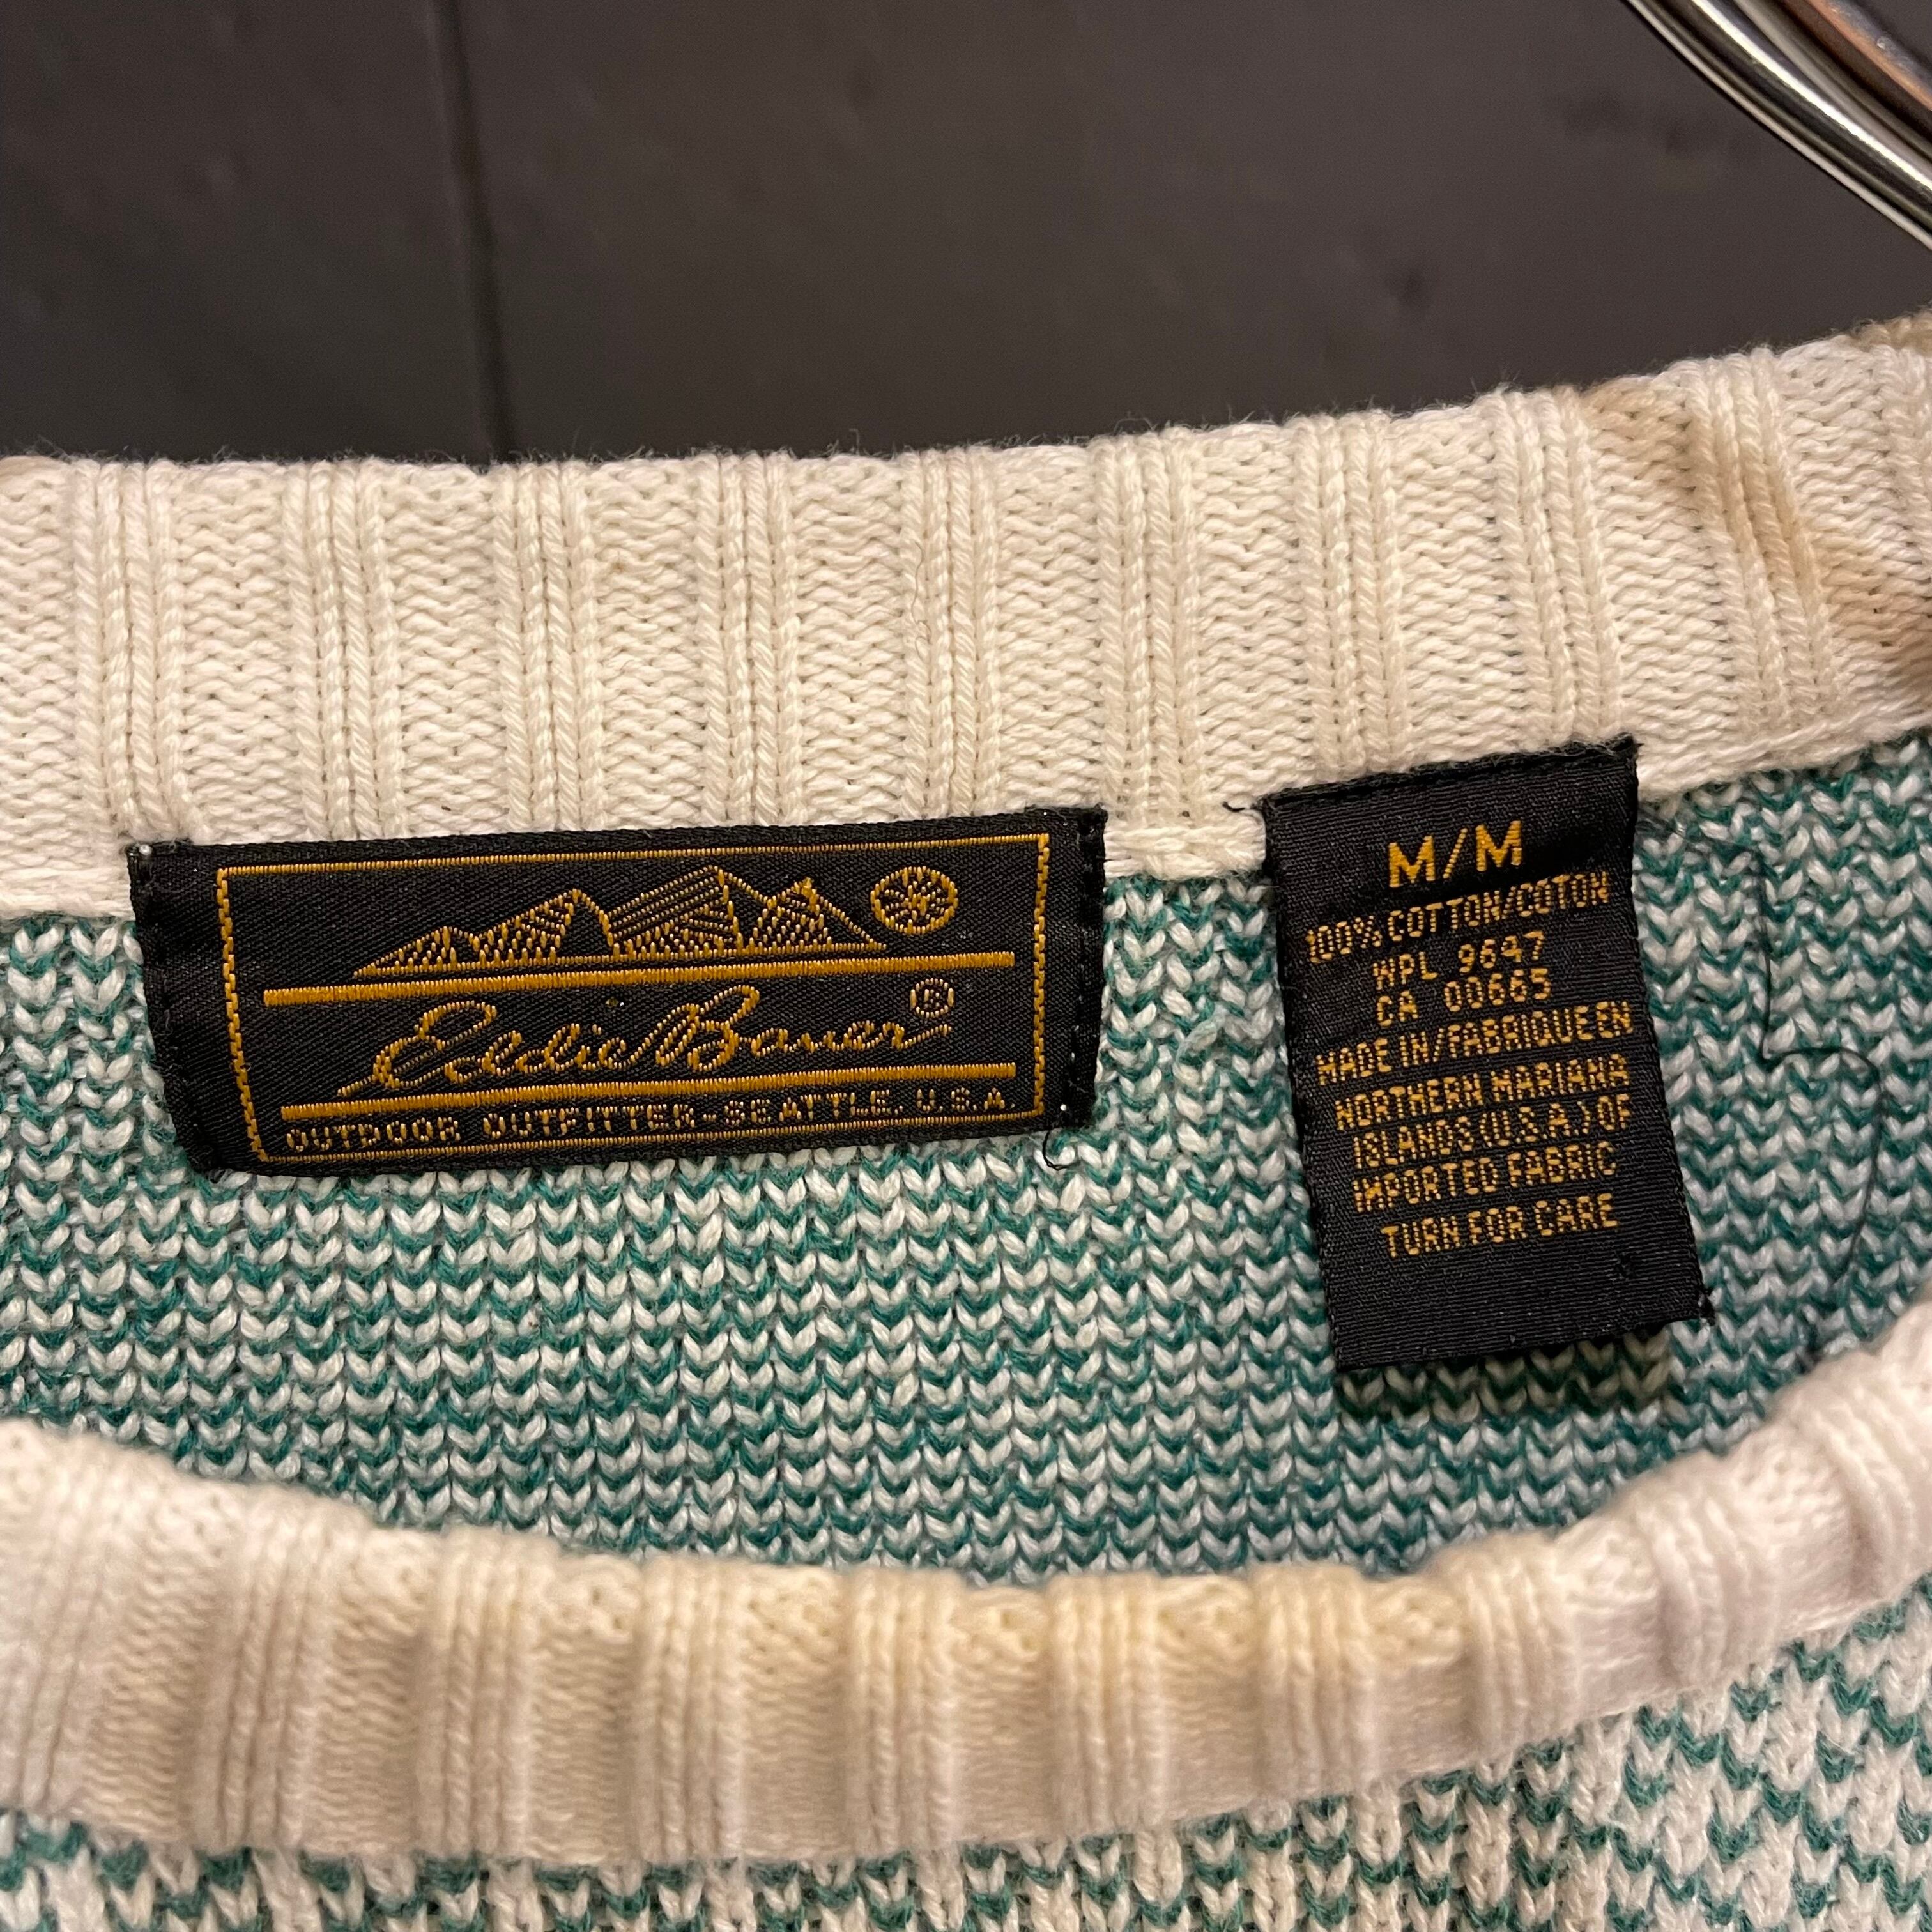 Eddie Bauer ®
OUTDOOR OUTFITTER-SEATTLE, U.S.A
M/M
100% COTTON/COTON
WPL 9647
CA 00665
MADE IN/FABRIQUE EN
NORTHERN MARIANA
ISLANDS (U.S.A.) OF
IMPORTED FABRIC
TURN FOR CARE